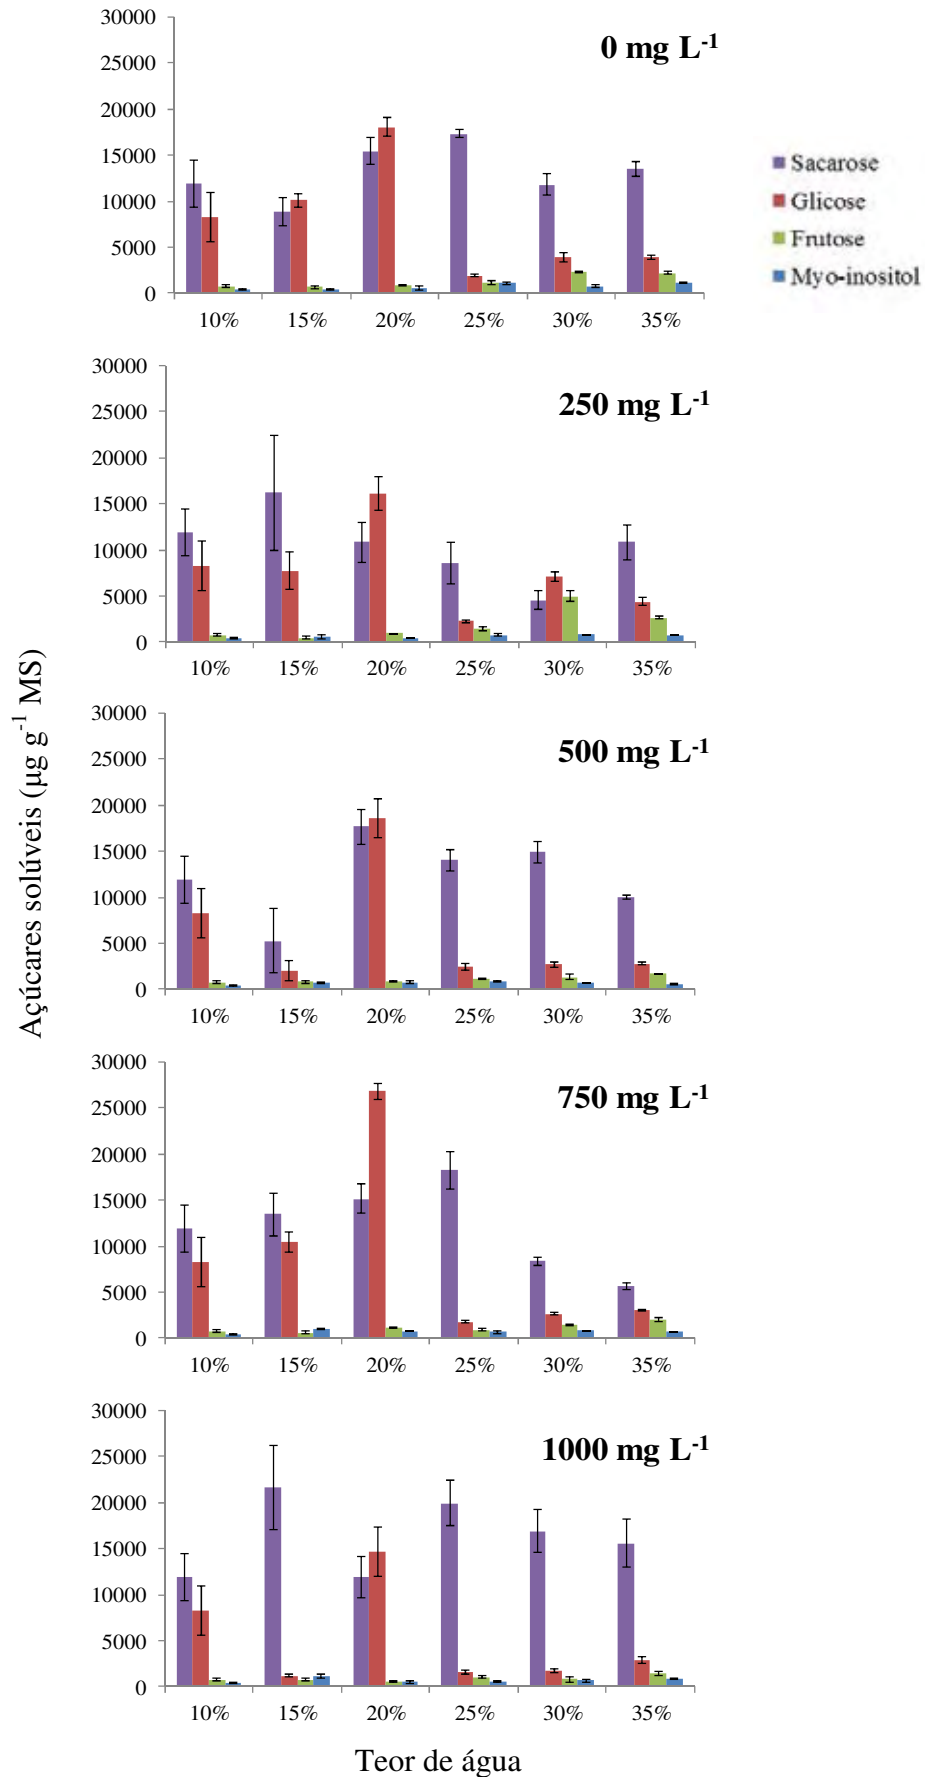 0 mg L-1
30000
25000
20000
15000
10000
5000
0
10% 15% 20% 25% 30% 35%
Sacarose
Glicose
Frutose
Myo-inositol
250 mg L-1
30000
25000
20000
15000
10000
5000
0
10% 15% 20% 25% 30% 35%
Açúcares solúveis (µg g-1 MS)
500 mg L-1
30000
25000
20000
15000
10000
5000
0
10% 15% 20% 25% 30% 35%
750 mg L-1
30000
25000
20000
15000
10000
5000
0
10% 15% 20% 25% 30% 35%
1000 mg L-1
30000
25000
20000
15000
10000
5000
0
10% 15% 20% 25% 30% 35%
Teor de água